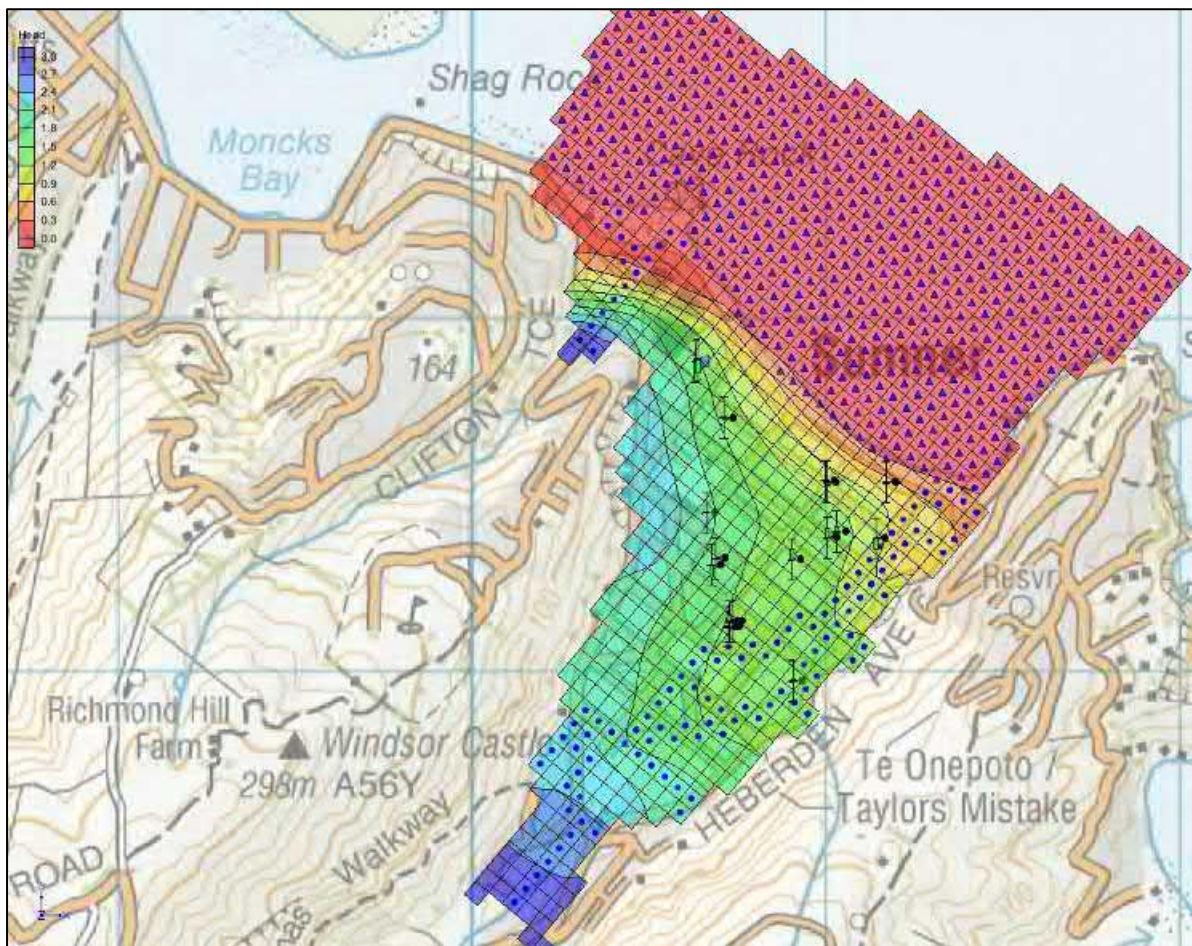 Head
3.0
2.7
2.4
2.1
1.8
1.5
1.2
0.9
0.6
0.3
0.0
Shag Roc
Moncks
Bay
TCE
164
CLIFTON
Sumner
Resvr
AVE
Richmond Hill
Farm
Windsor Castle
298m A56Y
HEBERDEN
Te Onepoto /
Taylors Mistake
Walkway
ROAD
Z